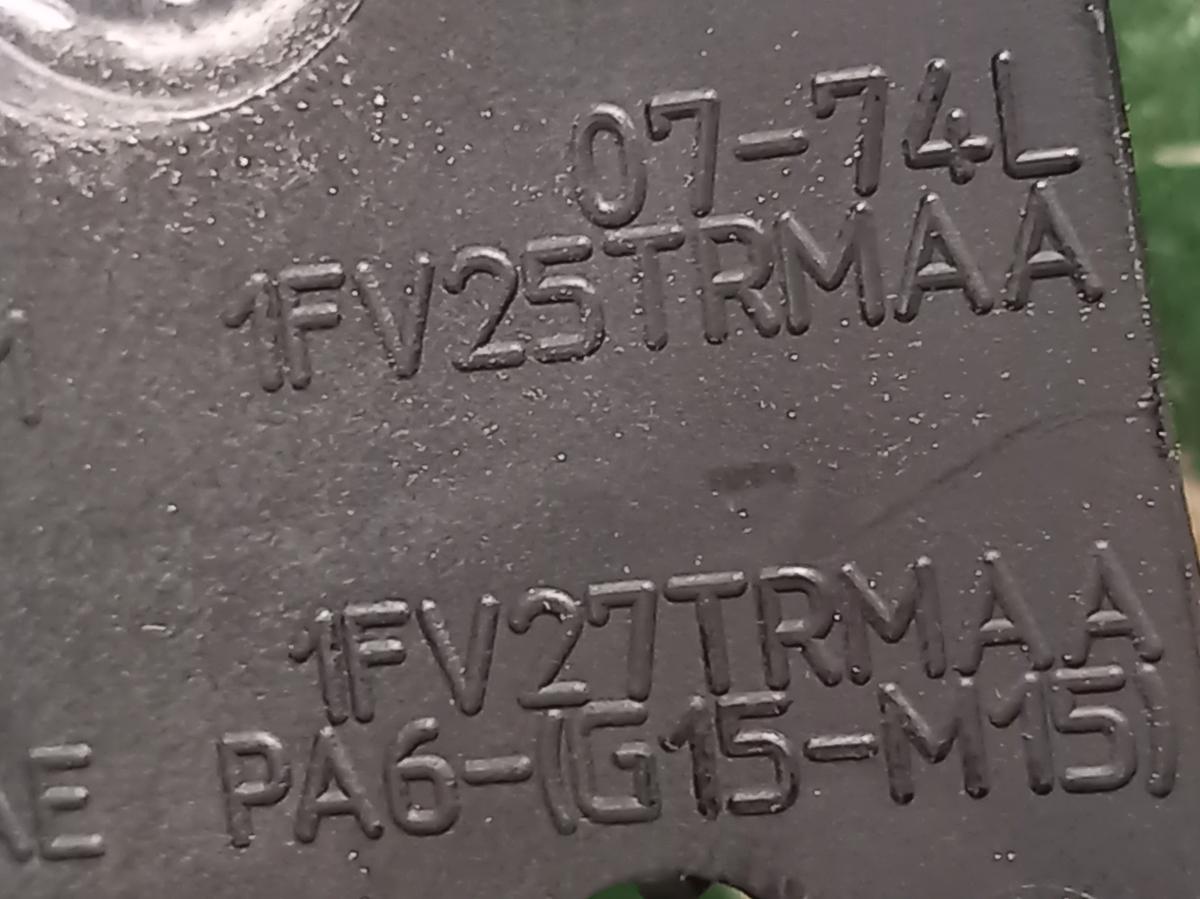 07-74L
1FV25TRMAA
1FV27TRMAA
PA6-(G15-M15)